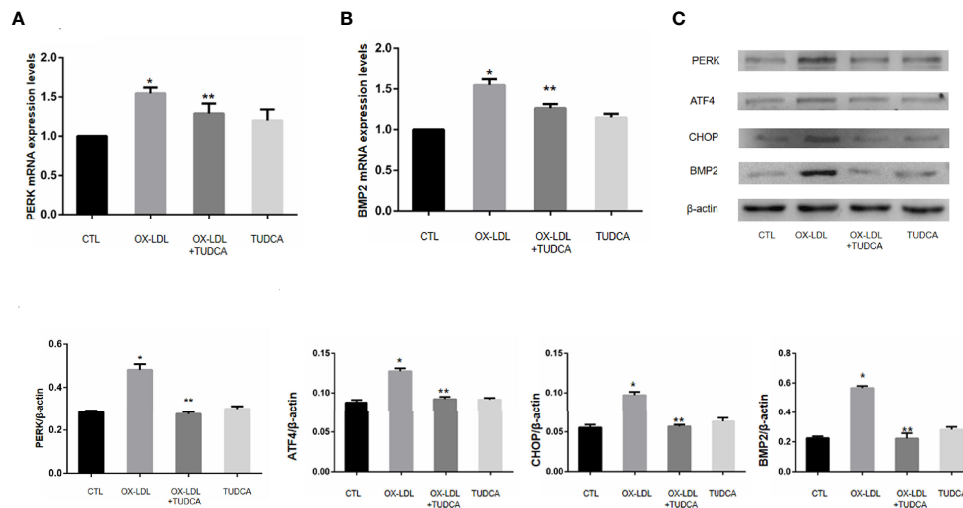 A
B
C
PERK mRNA expression levels
2.0
1.5
1.0
0.5
0.0
*
**
CTL
OX-LDL
OX-LDL
+TUDCA
TUDCA
BMP2 mRNA expression levels
2.0
1.5
1.0
0.5
0.0
*
**
CTL
OX-LDL
OX-LDL
+TUDCA
TUDCA
PERK
ATF4
CHOP
BMP2
β-actin
CTL
OX-LDL
OX-LDL
+TUDCA
TUDCA
PERK/β-actin
0.6
0.4
0.2
0.0
*
**
CTL
OX-LDL
OX-LDL
+TUDCA
TUDCA
ATF4/β-actin
0.15
0.10
0.05
0.00
*
**
CTL
OX-LDL
OX-LDL
+TUDCA
TUDCA
CHOP/β-actin
0.15
0.10
0.05
0.00
*
**
CTL
OX-LDL
OX-LDL
+TUDCA
TUDCA
BMP2/β-actin
0.8
0.6
0.4
0.2
0.0
*
**
CTL
OX-LDL
OX-LDL
+TUDCA
TUDCA